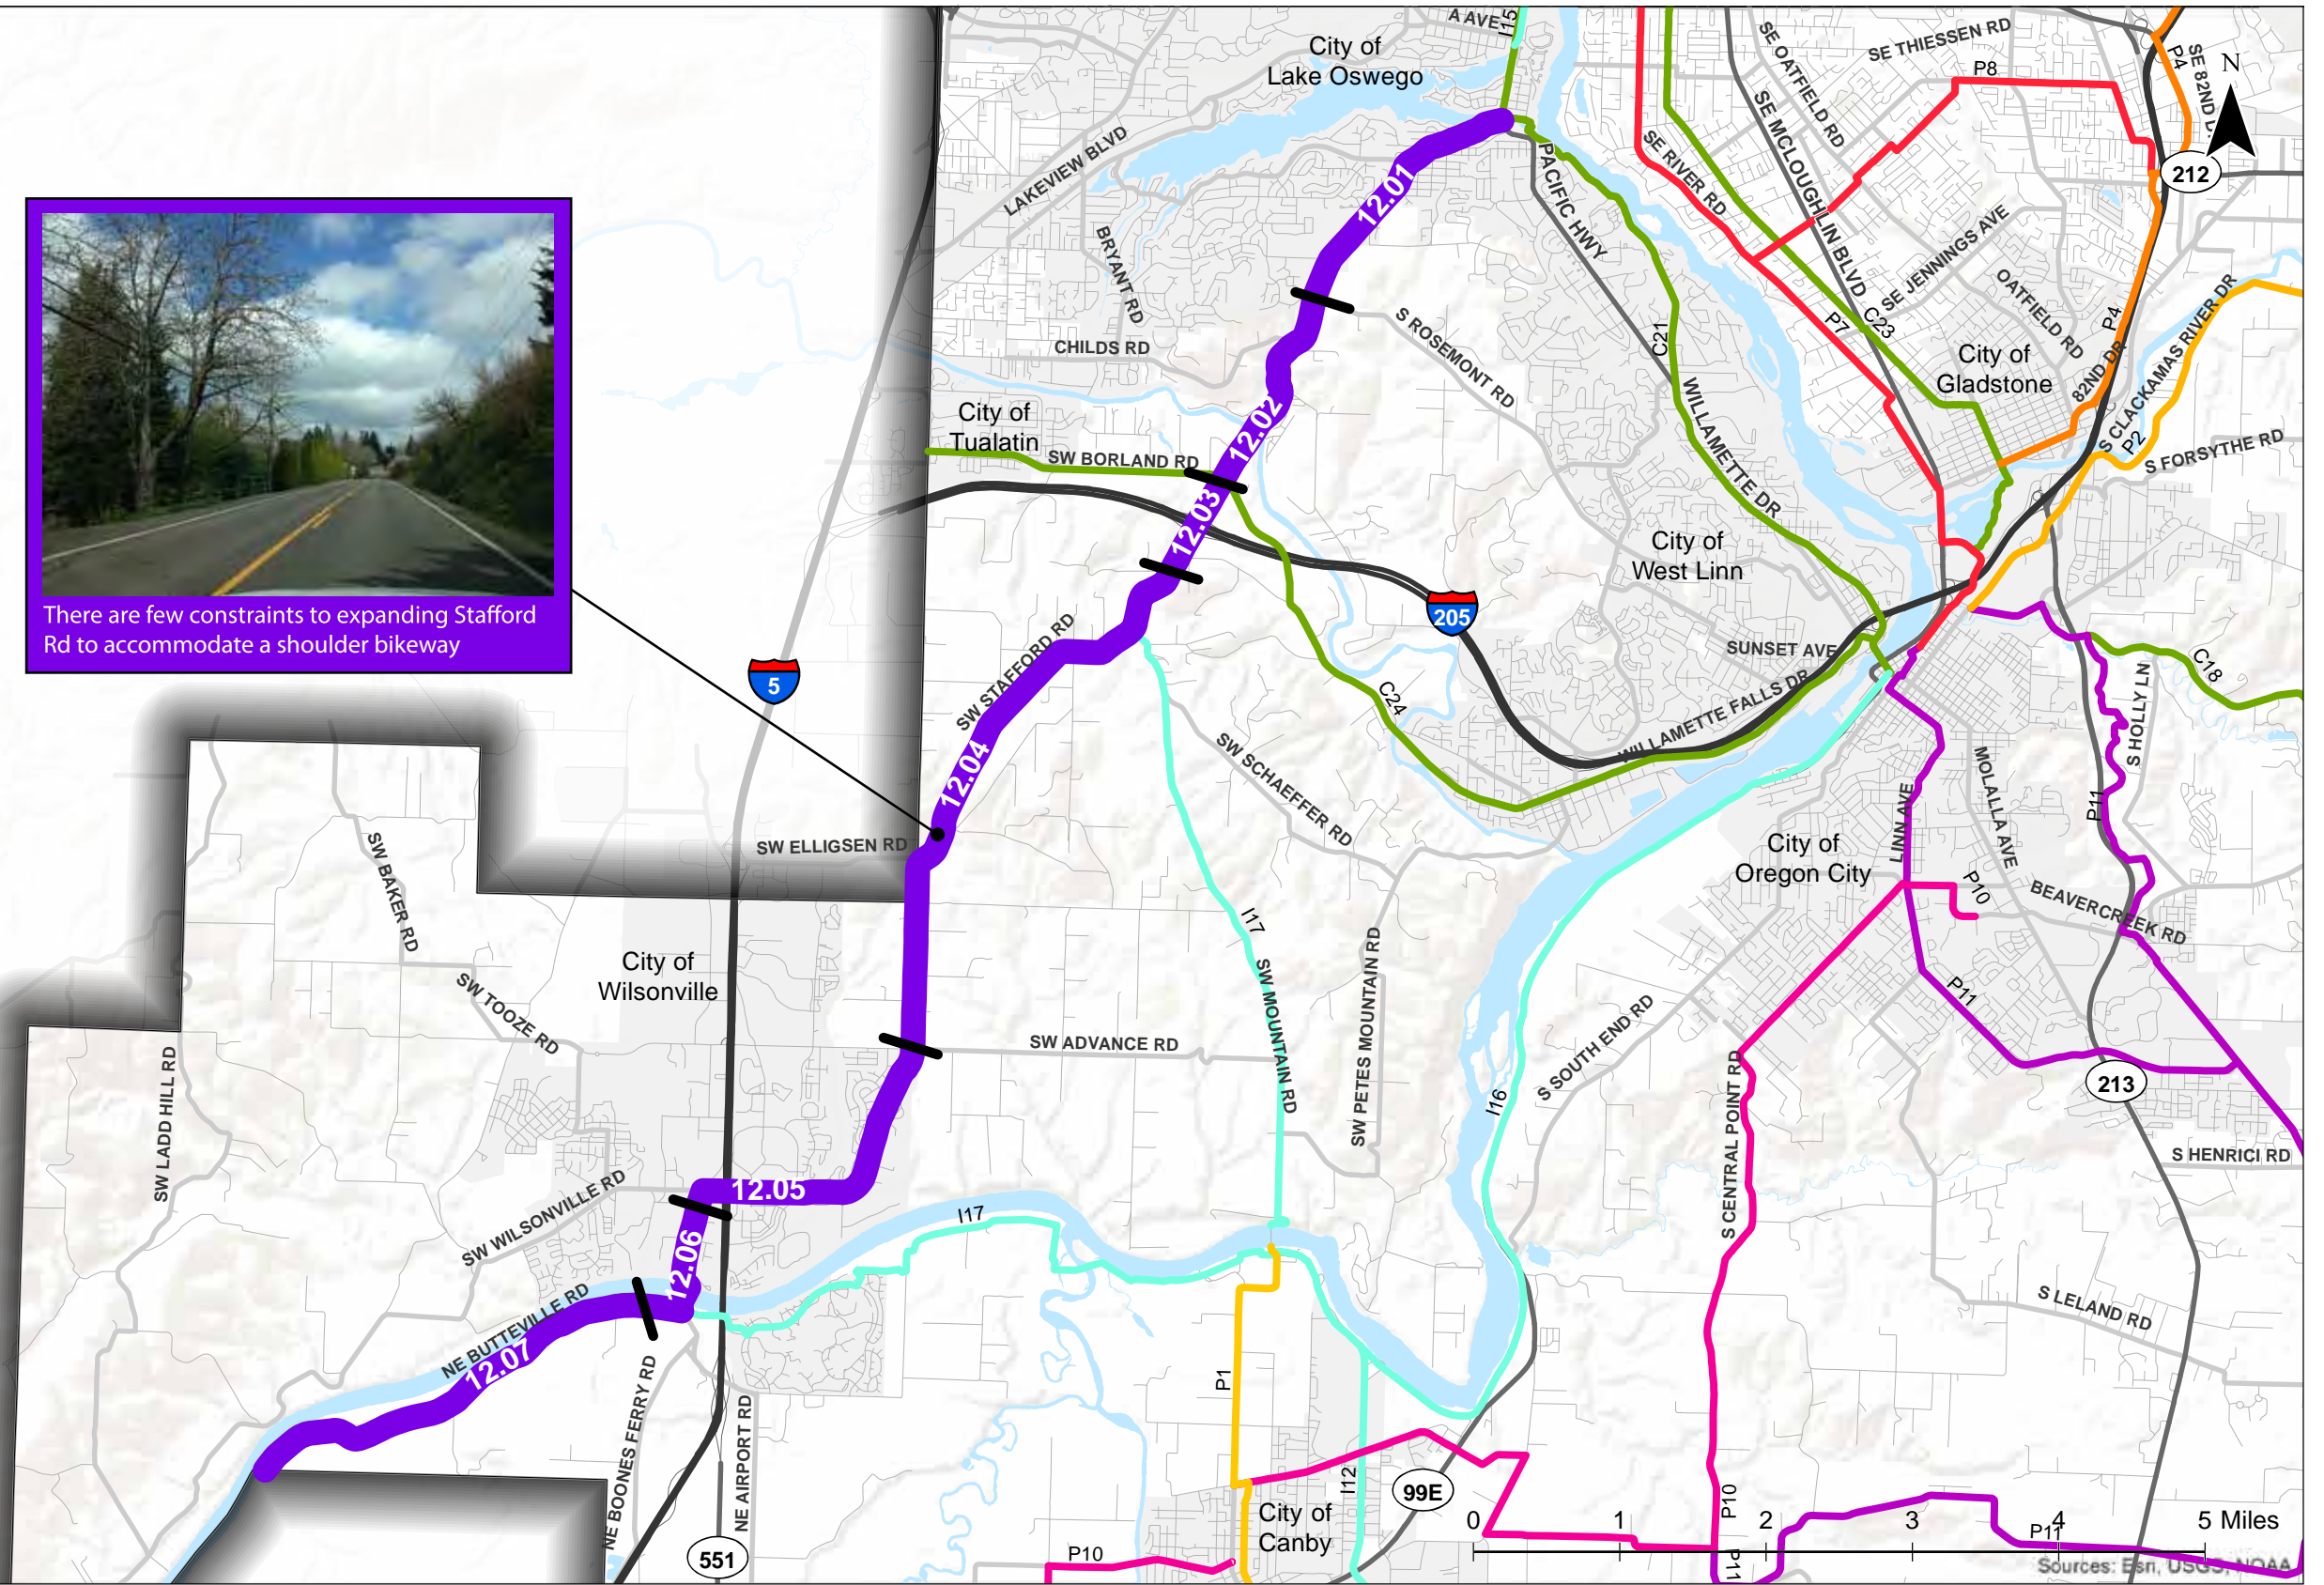 A AVE
I15
City of
Lake Oswego
SE THIESSEN RD
SE OATFIELD RD
P8
P4
SE 82ND D
N
LAKEVIEW BLVD
12.01
PACIFIC HWY
SE RIVER RD
SE MCLOUGHLIN BLVD
212
BRYANT RD
SE JENNINGS AVE
OATFIELD RD
S ROSEMONT RD
CHILDS RD
C21
P7
C23
P4
City of
Gladstone
82ND DR
S CLACKAMAS RIVER DR
P2
S FORSYTHE RD
City of
Tualatin
SW BORLAND RD
12.02
12.03
WILLAMETTE DR
City of
West Linn
205
There are few constraints to expanding Stafford
Rd to accommodate a shoulder bikeway
5
SW STAFFORD RD
SUNSET AVE
C24
WILLAMETTE FALLS DR
C18
S HOLLY LN
12.04
SW SCHAEFFER RD
MOLALLA AVE
LINN AVE
P11
SW ELLIGSEN RD
SW BAKER RD
City of
Oregon City
P10
BEAVERCREEK RD
I17
City of
Wilsonville
SW TOOZE RD
SW MOUNTAIN RD
SW PETES MOUNTAIN RD
P11
SW ADVANCE RD
S SOUTH END RD
SW LADD HILL RD
I16
S CENTRAL POINT RD
213
S HENRICI RD
SW WILSONVILLE RD
12.05
I17
12.06
NE BUTTEVILLE RD
12.07
S LELAND RD
NE BOONES FERRY RD
NE AIRPORT RD
P1
I12
99E
P10
551
City of
Canby
P10
0 1 2 3 4 5 Miles
P11
P11
Sources: Esri, USGS, NOAA